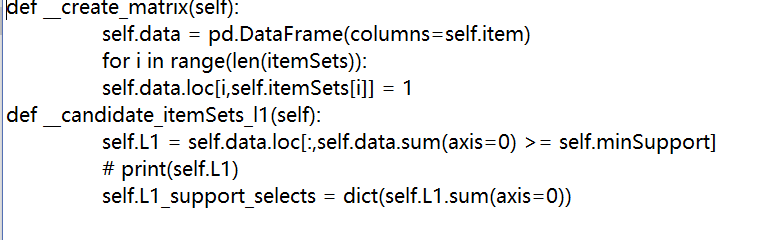 def __create_matrix(self):
self.data = pd.DataFrame(columns=self.item)
for i in range(len(itemSets)):
self.data.loc[i,self.itemSets[i]] = 1
def __candidate_itemSets_l1(self):
self.L1 = self.data.loc[:,self.data.sum(axis=0) >= self.minSupport]
# print(self.L1)
self.L1_support_selects = dict(self.L1.sum(axis=0))